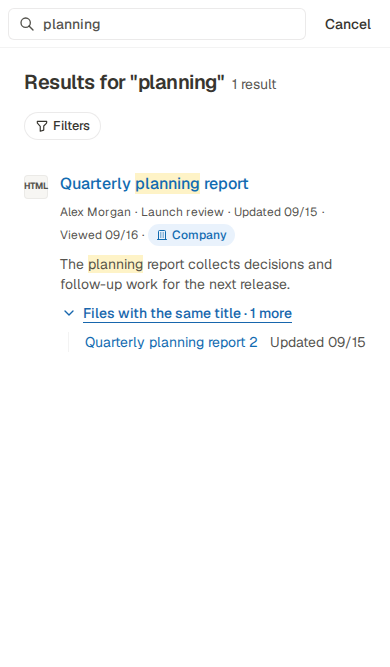 planning
Cancel
Results for "planning" 1 result
Filters
HTML
Quarterly planning report
Alex Morgan · Launch review · Updated 09/15 ·
Viewed 09/16 · Company
The planning report collects decisions and
follow-up work for the next release.
Files with the same title · 1 more
Quarterly planning report 2 Updated 09/15